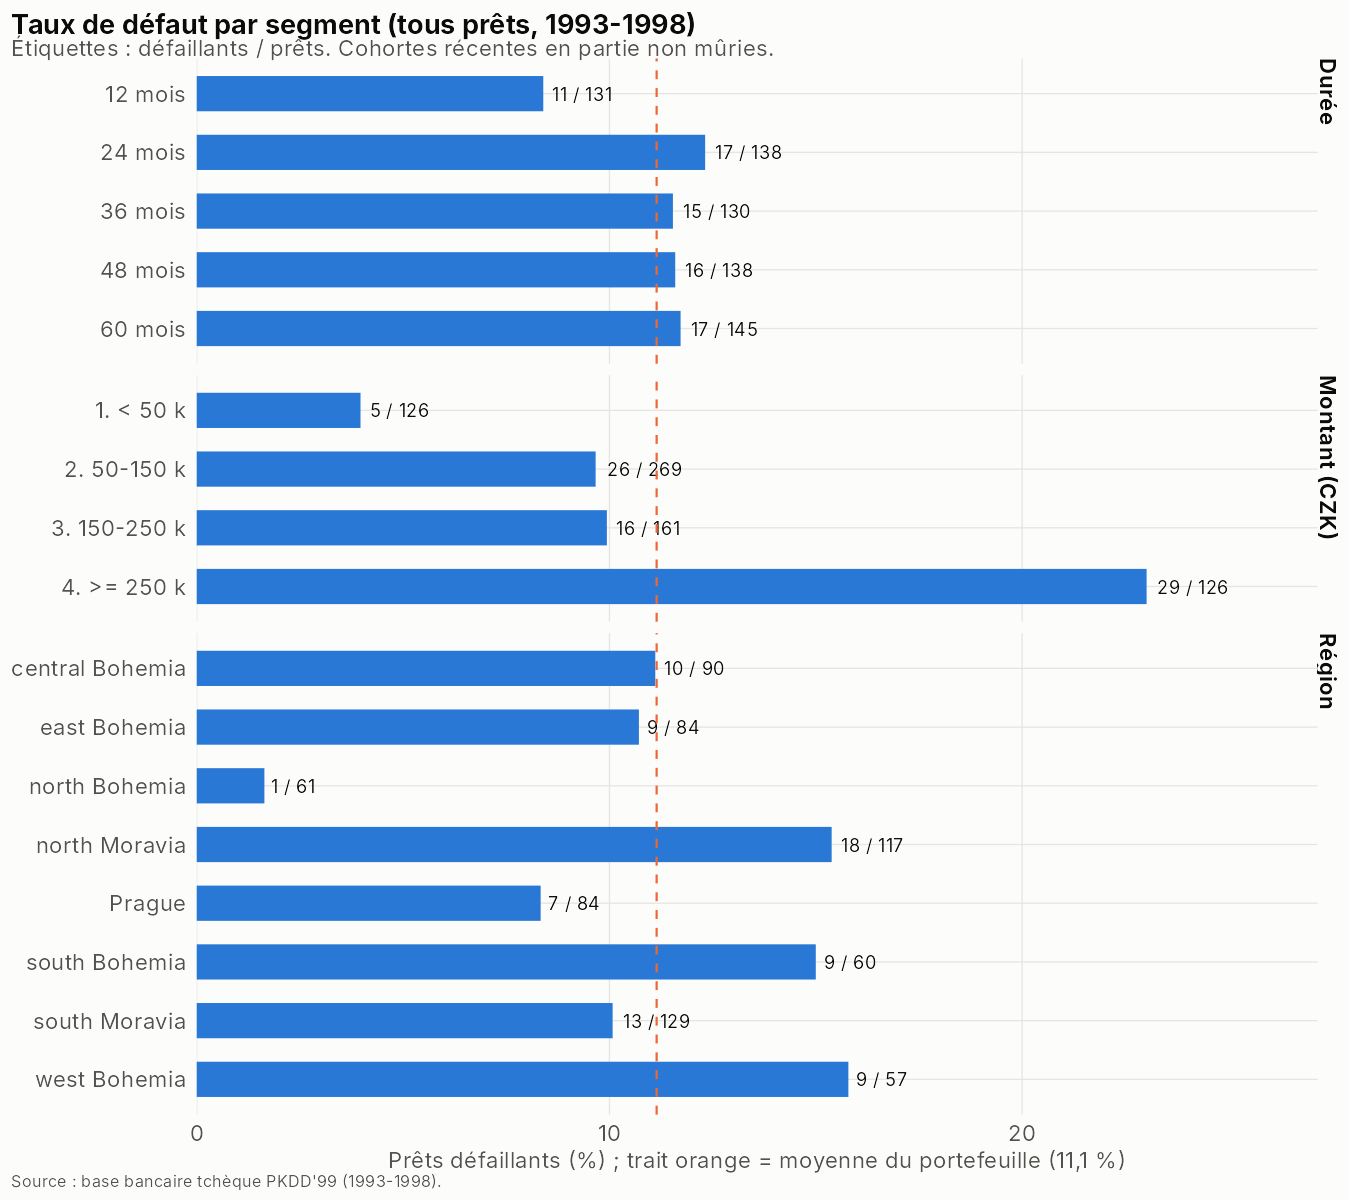 Taux de défaut par segment (tous prêts, 1993-1998)
Étiquettes : défaillants / prêts. Cohortes récentes en partie non mûries.
Durée
12 mois 11 / 131
24 mois 17 / 138
36 mois 15 / 130
48 mois 16 / 138
60 mois 17 / 145
Montant (CZK)
1. < 50 k 5 / 126
2. 50-150 k 26 / 269
3. 150-250 k 16 / 161
4. >= 250 k 29 / 126
Région
central Bohemia 10 / 90
east Bohemia 9 / 84
north Bohemia 1 / 61
north Moravia 18 / 117
Prague 7 / 84
south Bohemia 9 / 60
south Moravia 13 / 129
west Bohemia 9 / 57
0 10 20
Prêts défaillants (%) ; trait orange = moyenne du portefeuille (11,1 %)
Source : base bancaire tchèque PKDD'99 (1993-1998).